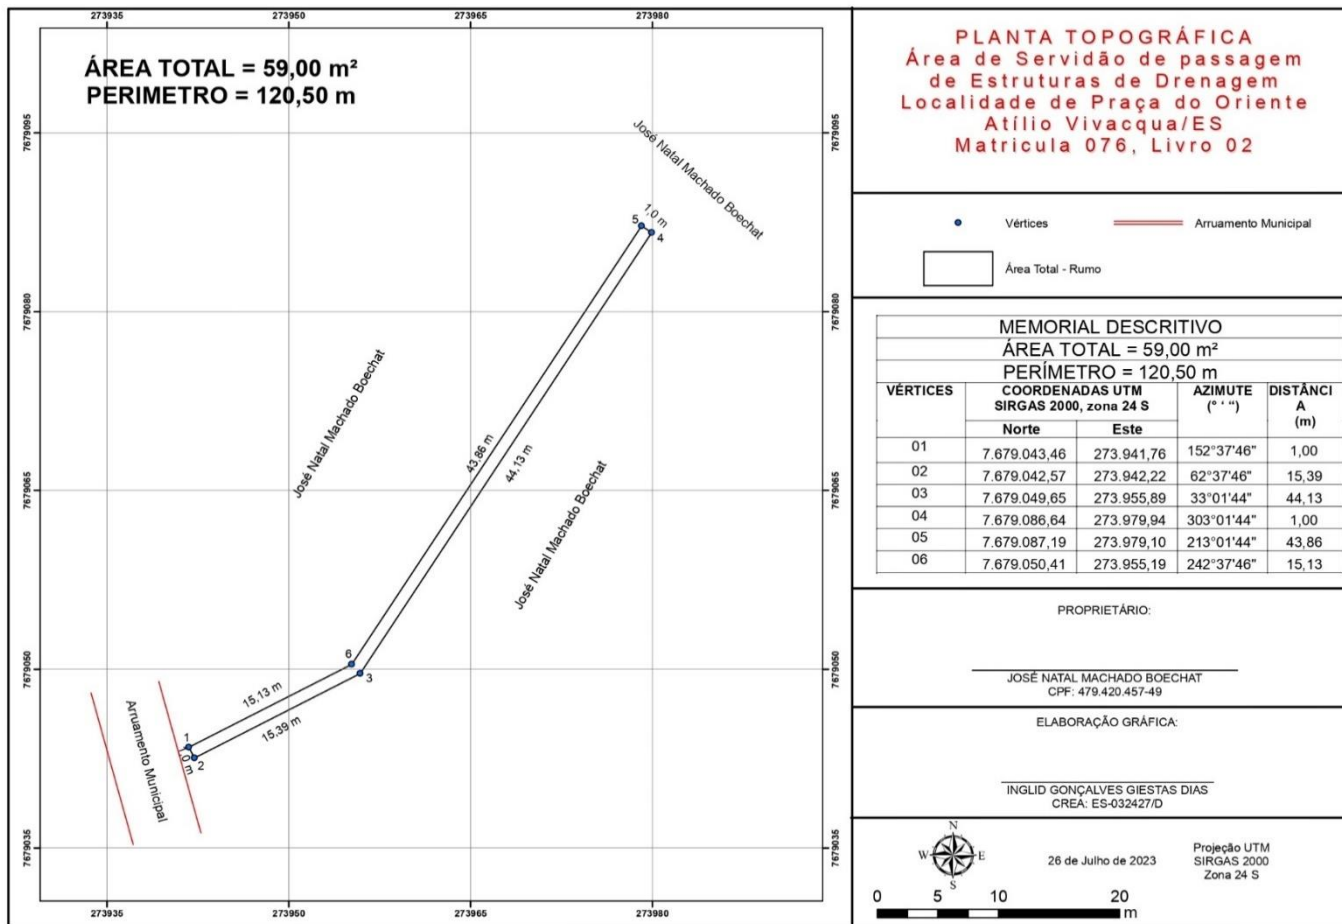 273935
273950
273965
273980
ÁREA TOTAL = 59,00 m²
PERIMETRO = 120,50 m
7679095
7679095
7679080
7679080
7679065
7679065
7679050
7679050
7679035
7679035
José Natal Machado Boechat
1,0 m
5
4
José Natal Machado Boechat
43,86 m
44,13 m
José Natal Machado Boechat
6
3
15,13 m
15,39 m
1
2
0 m
Arruamento Municipal
273935
273950
273965
273980
PLANTA TOPOGRÁFICA
Área de Servidão de passagem
de Estruturas de Drenagem
Localidade de Praça do Oriente
Atílio Vivacqua/ES
Matricula 076, Livro 02
Vértices
Arruamento Municipal
Área Total - Rumo
MEMORIAL DESCRITIVO
ÁREA TOTAL = 59,00 m²
PERÍMETRO = 120,50 m
VÉRTICES COORDENADAS UTM AZIMUTE DISTÂNCI
SIRGAS 2000, zona 24 S (° ‘ “) A
Norte Este (m)
01 7.679.043,46 273.941,76 152°37'46" 1,00
02 7.679.042,57 273.942,22 62°37'46" 15,39
03 7.679.049,65 273.955,89 33°01'44" 44,13
04 7.679.086,64 273.979,94 303°01'44" 1,00
05 7.679.087,19 273.979,10 213°01'44" 43,86
06 7.679.050,41 273.955,19 242°37'46" 15,13
PROPRIETÁRIO:
JOSÉ NATAL MACHADO BOECHAT
CPF: 479.420.457-49
ELABORAÇÃO GRÁFICA:
INGLID GONÇALVES GIESTAS DIAS
CREA: ES-032427/D
N
W E
S
26 de Julho de 2023
Projeção UTM
SIRGAS 2000
Zona 24 S
0 5 10 20
m